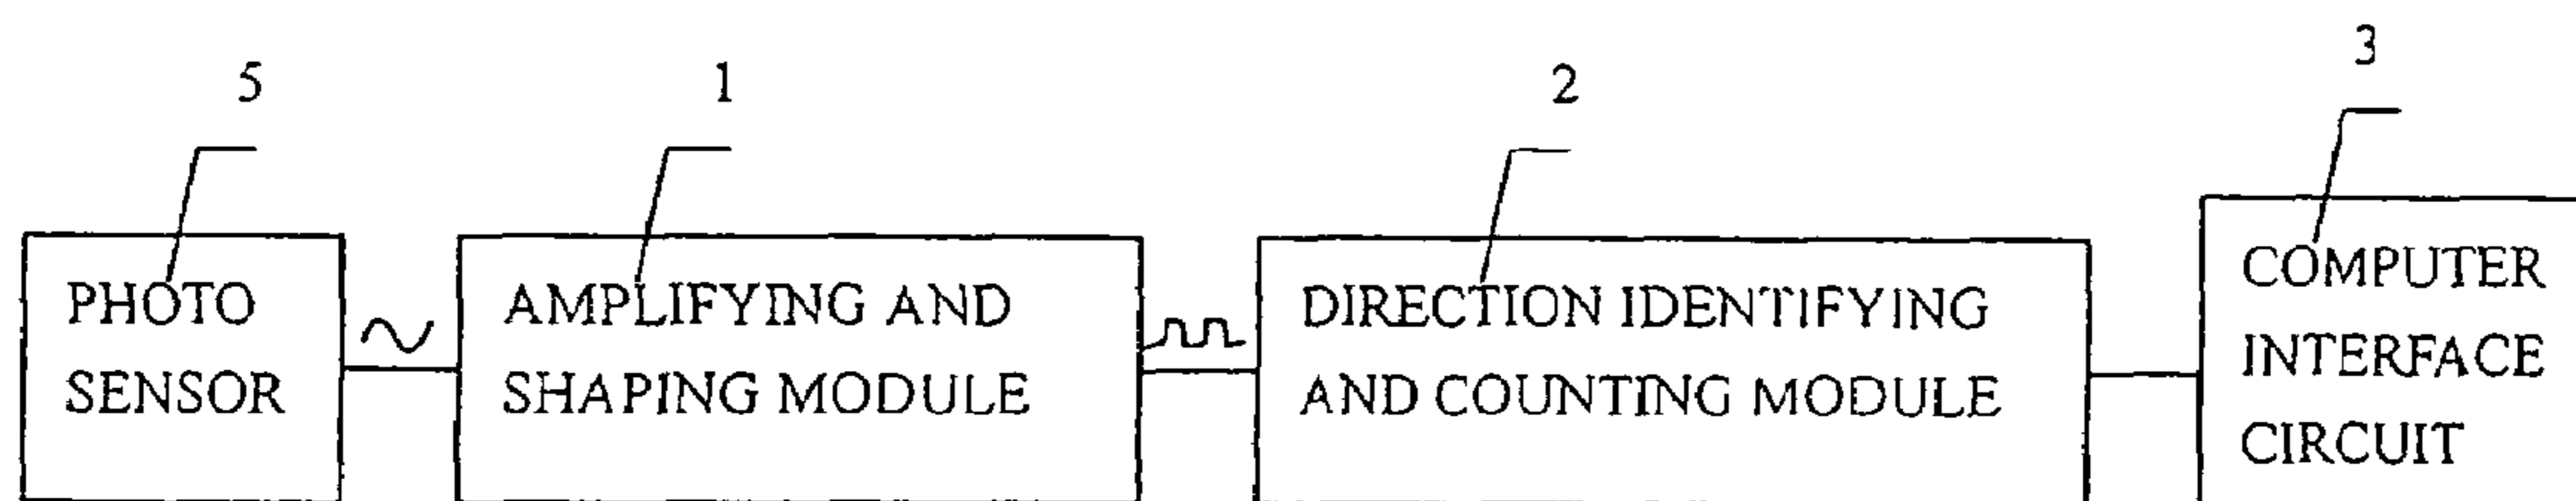 5
1
2
3
PHOTO
SENSOR
AMPLIFYING AND
SHAPING MODULE
DIRECTION IDENTIFYING
AND COUNTING MODULE
COMPUTER
INTERFACE
CIRCUIT